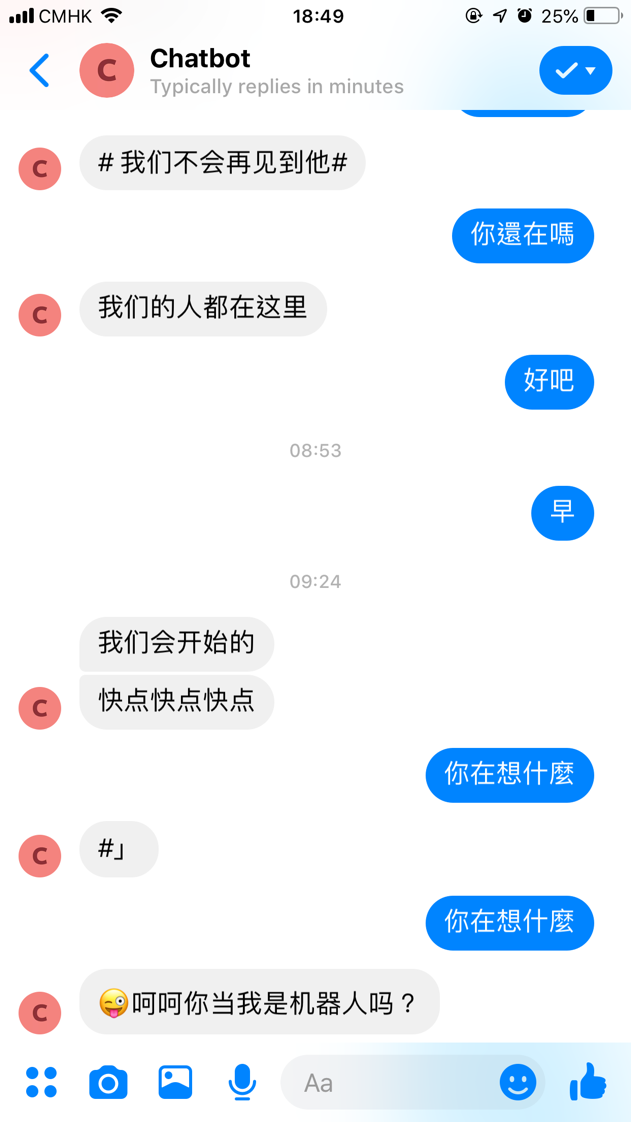 CMHK 18:49 25%
Chatbot
Typically replies in minutes
C
# 我们不会再见到他#
C
你還在嗎
我们的人都在这里
C
好吧
08:53
早
09:24
我们会开始的
快点快点快点
C
你在想什麼
#」
C
你在想什麼
😜呵呵你当我是机器人吗？
C
Aa